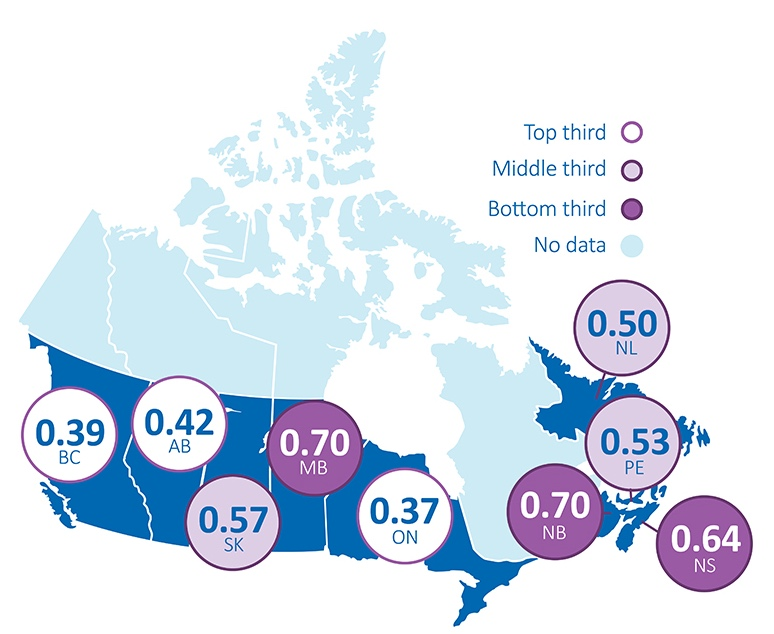 Top third
Middle third
Bottom third
No data
0.50
NL
0.39
BC
0.42
AB
0.70
MB
0.53
PE
0.57
SK
0.37
ON
0.70
NB
0.64
NS